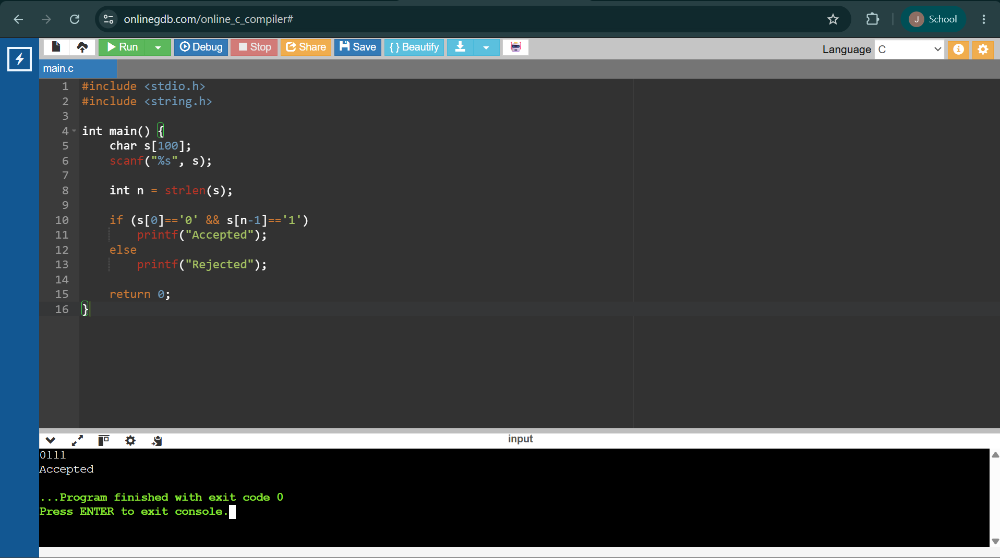 onlinegdb.com/online_c_compiler#
J School
Run Debug Stop Share Save { } Beautify Language C
main.c
1 #include <stdio.h>
2 #include <string.h>
3
4 int main() {
5     char s[100];
6     scanf("%s", s);
7
8     int n = strlen(s);
9
10     if (s[0]=='0' && s[n-1]=='1')
11         printf("Accepted");
12     else
13         printf("Rejected");
14
15     return 0;
16 }
input
0111
Accepted
...Program finished with exit code 0
Press ENTER to exit console.